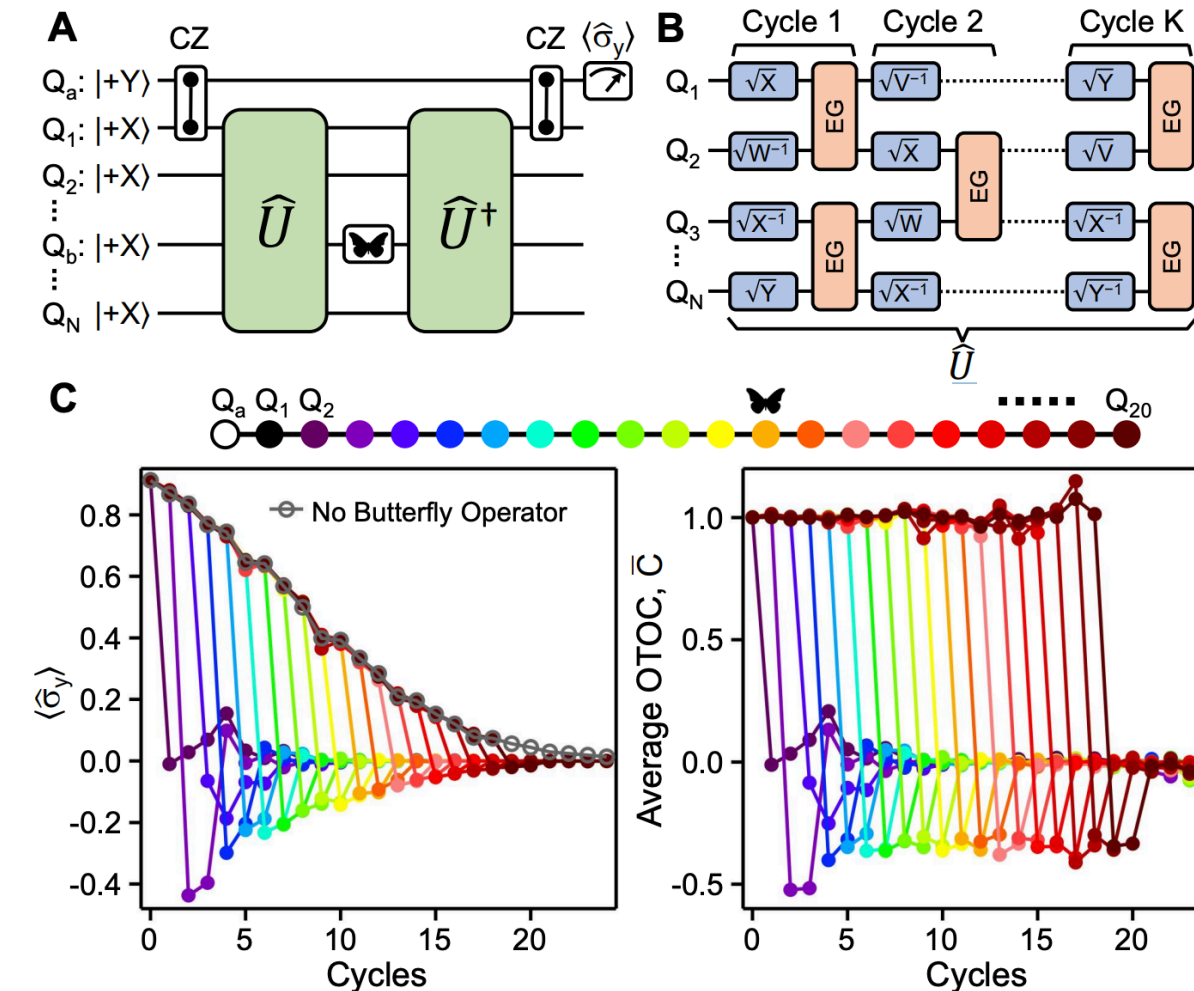 A
CZ
CZ
⟨σ̂y⟩
Qa: |+Y⟩
Q1: |+X⟩
Q2: |+X⟩
Qb: |+X⟩
QN |+X⟩
Û
Û†
B
Cycle 1
Cycle 2
Cycle K
Q1
√X
EG
√V⁻¹
√Y
EG
Q2
√W⁻¹
√X
EG
√V
Q3
√X⁻¹
EG
√W
√X⁻¹
EG
QN
√Y
√X⁻¹
√Y⁻¹
Û
C
Qa
Q1
Q2
Q20
No Butterfly Operator
⟨σ̂y⟩
0.8
0.6
0.4
0.2
0.0
-0.2
-0.4
0 5 10 15 20
Cycles
Average OTOC, C̅
1.0
0.5
0.0
-0.5
0 5 10 15 20
Cycles